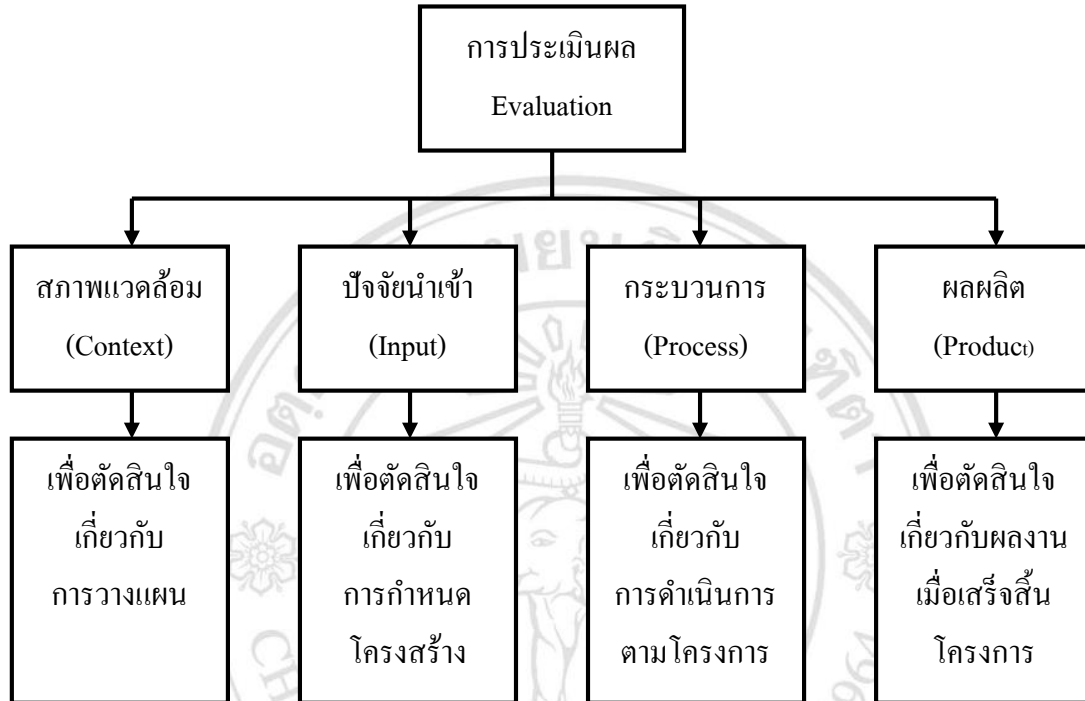 การประเมินผล
Evaluation
สภาพแวดล้อม
(Context)
ปัจจัยนำเข้า
(Input)
กระบวนการ
(Process)
ผลผลิต
(Product)
เพื่อตัดสินใจ
เกี่ยวกับ
การวางแผน
เพื่อตัดสินใจ
เกี่ยวกับ
การกำหนด
โครงสร้าง
เพื่อตัดสินใจ
เกี่ยวกับ
การดำเนินการ
ตามโครงการ
เพื่อตัดสินใจ
เกี่ยวกับผลงาน
เมื่อเสร็จสิ้น
โครงการ